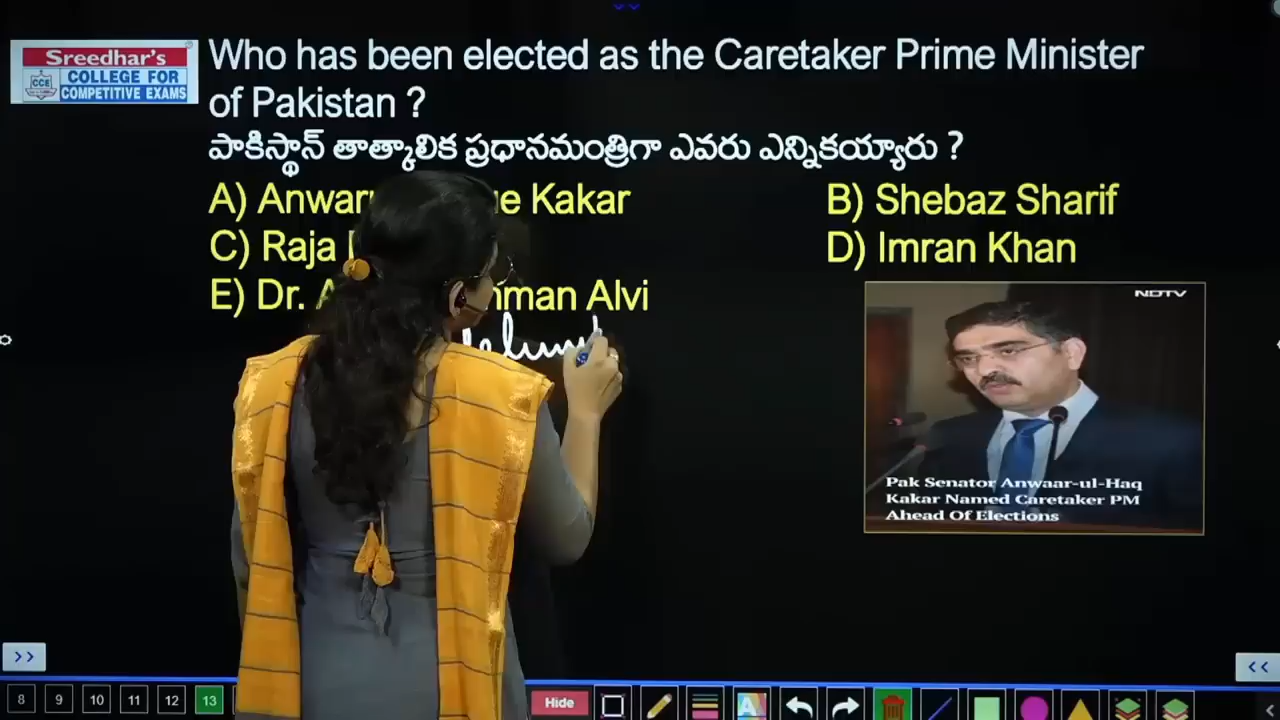 Sreedhar's
CCE
COLLEGE FOR
COMPETITIVE EXAMS
Who has been elected as the Caretaker Prime Minister
of Pakistan ?
పాకిస్థాన్ తాత్కాలిక ప్రధానమంత్రిగా ఎవరు ఎన్నికయ్యారు ?
A) Kakar
B) Shebaz Sharif
C) Raja
D) Imran Khan
E) Dr. Alvi
NDTV
Pak Senator Anwaar-ul-Haq
Kakar Named Caretaker PM
Ahead Of Elections
>>
<<
8 9 10 11 12 13
Hide
A